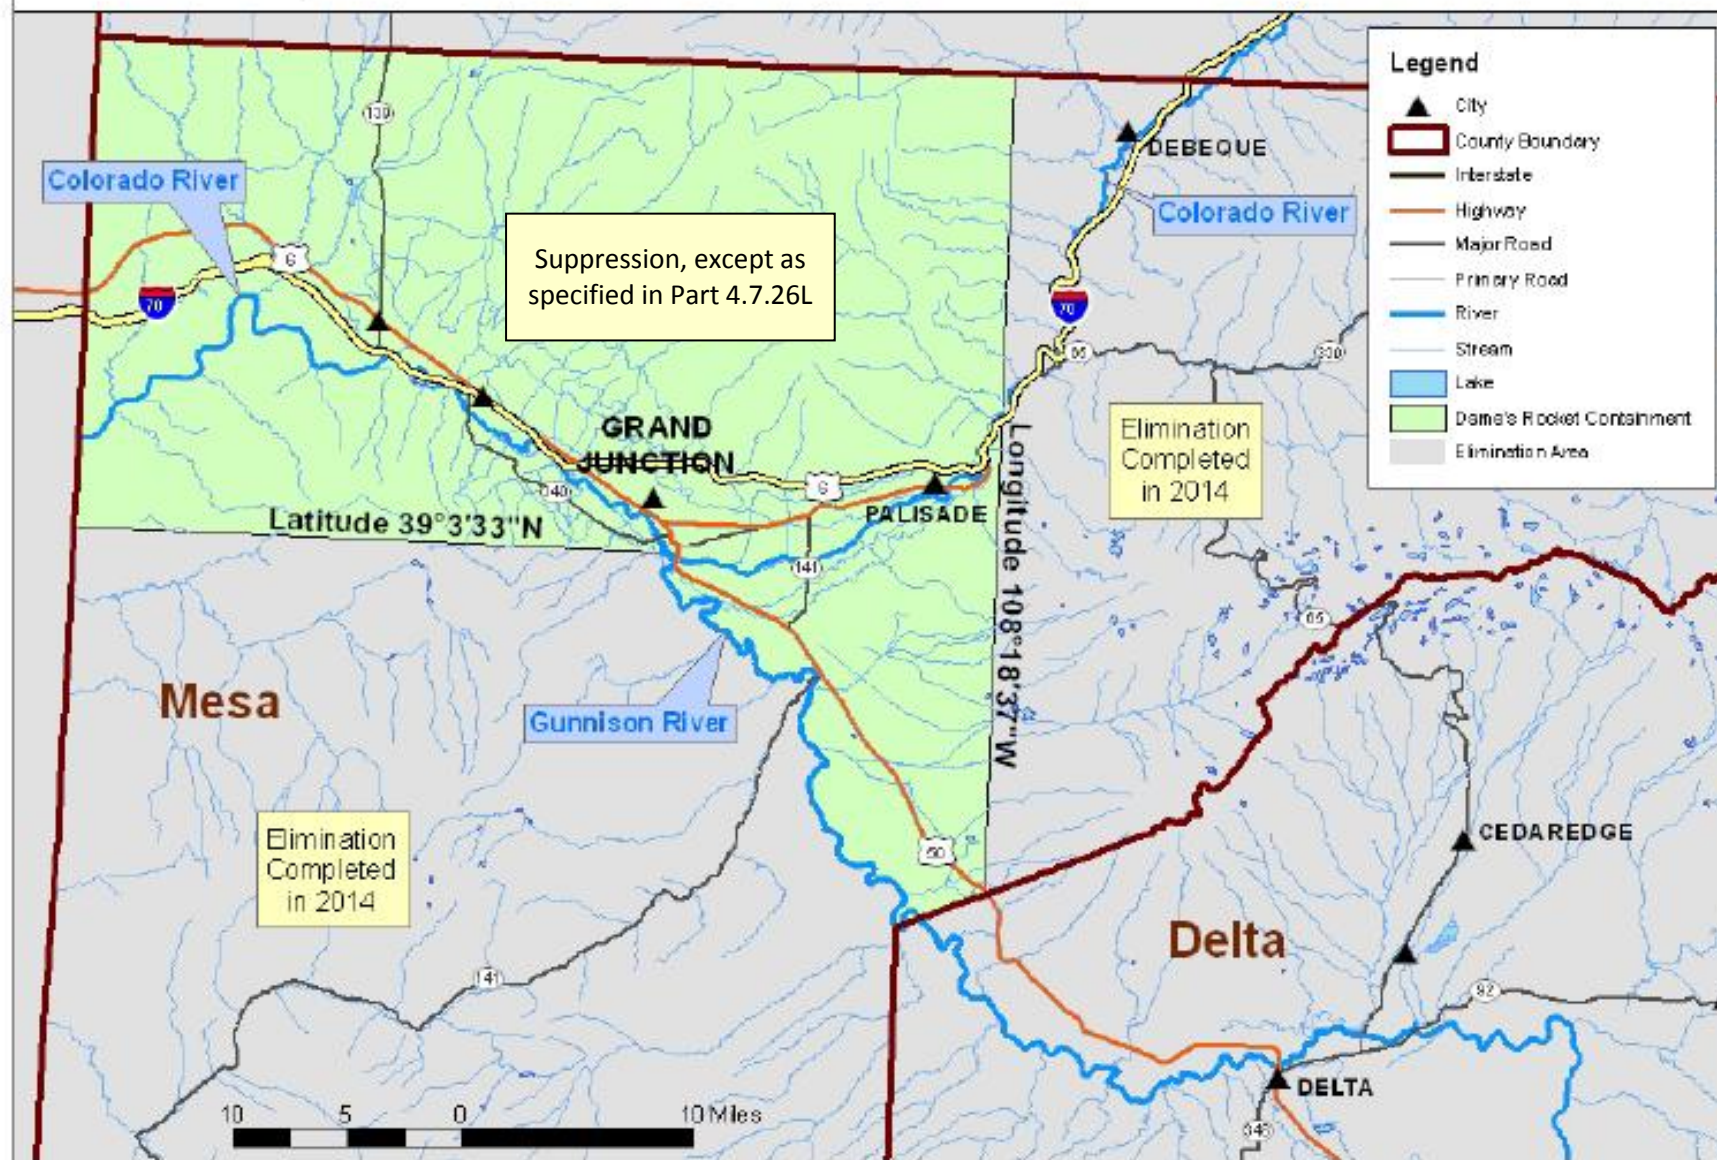 Legend
City
County Boundary
Interstate
Highway
Major Road
Primary Road
River
Stream
Lake
Dame's Rocket Containment
Elimination Area
139
DEBEQUE
Colorado River
Colorado River
6
70
70
Suppression, except as
specified in Part 4.7.26L
65
330
GRAND
JUNCTION
Elimination
Completed
in 2014
6
340
PALISADE
Latitude 39°3'33"N
Longitude 108°18'37"W
141
65
Mesa
Gunnison River
Elimination
Completed
in 2014
50
CEDAREDGE
Delta
141
92
DELTA
348
10 5 0 10 Miles